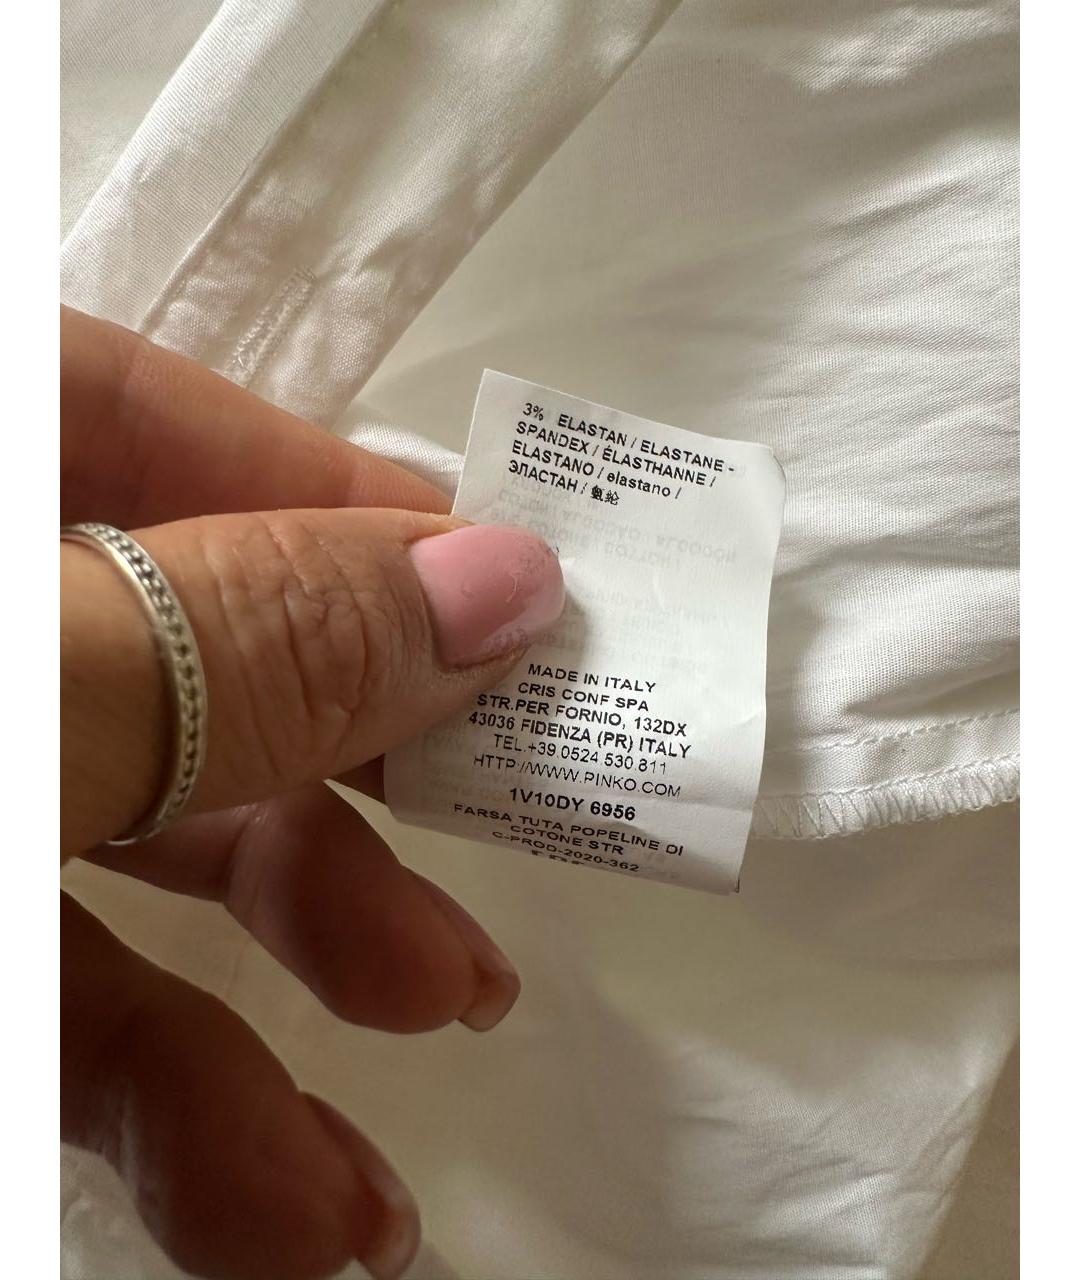 3% ELASTAN / ELASTANE -
SPANDEX / ÉLASTHANNE /
ELASTANO / elastano /
ЭЛАСТАН / 氨纶
MADE IN ITALY
CRIS CONF SPA
STR.PER FORNIO, 132DX
43036 FIDENZA (PR) ITALY
TEL.+39.0524 530.811
HTTP://WWW.PINKO.COM
1V10DY 6956
FARSA TUTA POPELINE DI
COTONE STR
C-PROD-2020-362